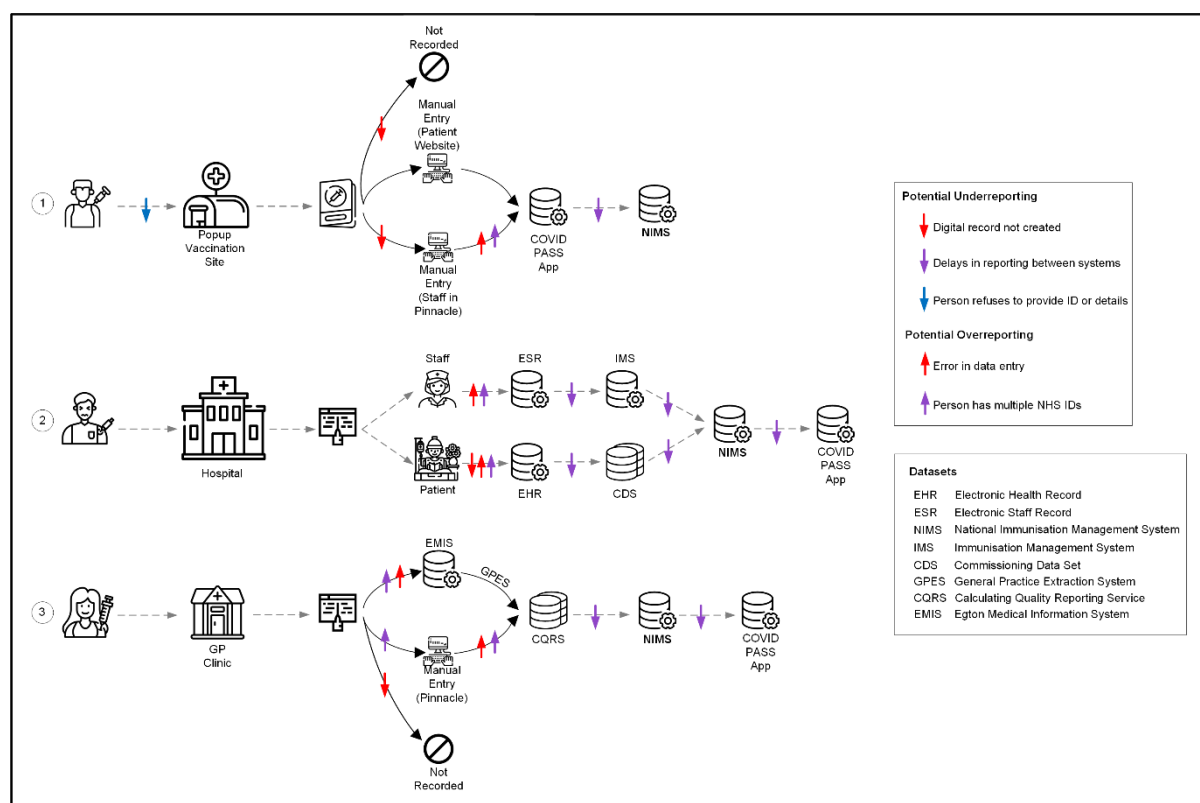 Not
Recorded
Manual
Entry
(Patient
Website)
1
Popup
Vaccination
Site
COVID
PASS
App
NIMS
Manual
Entry
(Staff in
Pinnacle)
Potential Underreporting
Digital record not created
Delays in reporting between systems
Person refuses to provide ID or details
Potential Overreporting
Error in data entry
Person has multiple NHS IDs
Staff
ESR
IMS
2
Hospital
Patient
EHR
CDS
NIMS
COVID
PASS
App
Datasets
EHR Electronic Health Record
ESR Electronic Staff Record
NIMS National Immunisation Management System
IMS Immunisation Management System
CDS Commissioning Data Set
GPES General Practice Extraction System
CQRS Calculating Quality Reporting Service
EMIS Egton Medical Information System
EMIS
GPES
3
GP
Clinic
Manual
Entry
(Pinnacle)
CQRS
NIMS
COVID
PASS
App
Not
Recorded